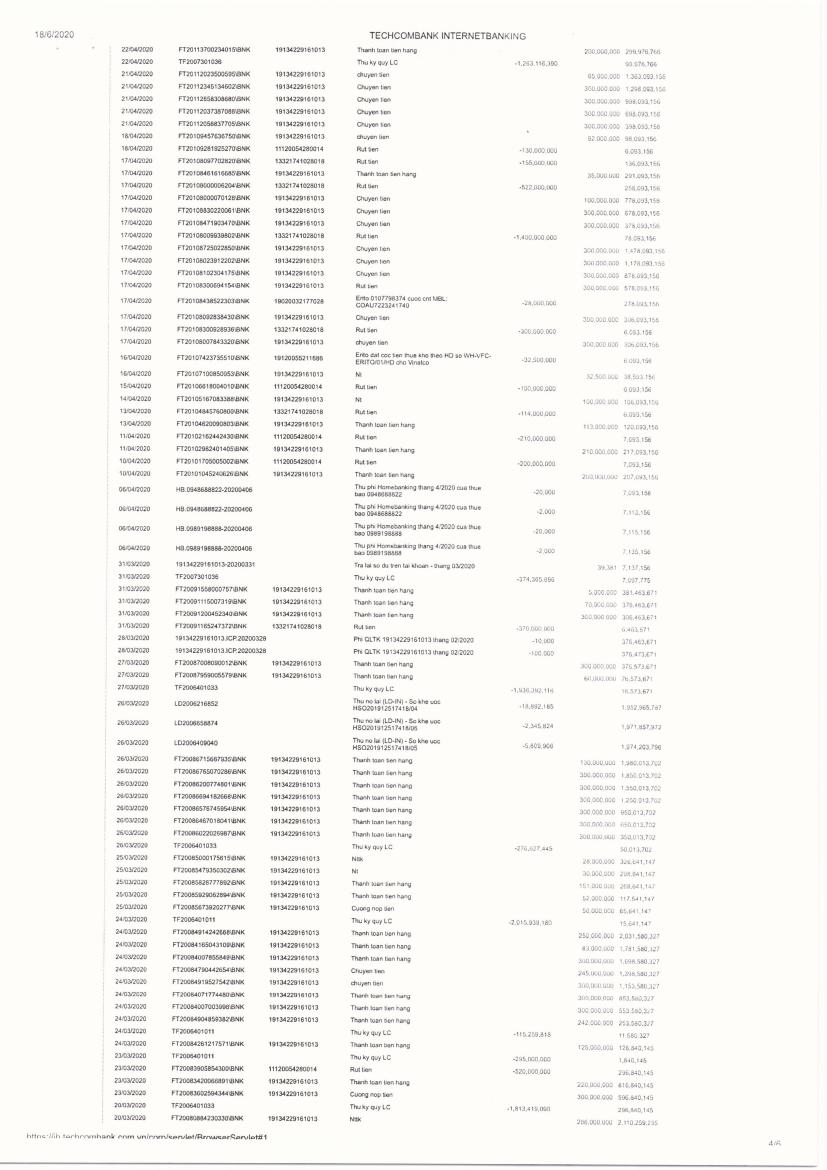 18/6/2020 TECHCOMBANK INTERNETBANKING
22/04/2020 FT20113700234015\BNK 19134229161013 Thanh toan tien hang 200,000,000 299,976,766
22/04/2020 TF2007301036 Thu ky quy LC -1,263,116,390 99,976,766
21/04/2020 FT20112023500595\BNK 19134229161013 chuyen tien 65,000,000 1,363,093,156
21/04/2020 FT20112345134602\BNK 19134229161013 Chuyen tien 300,000,000 1,298,093,156
21/04/2020 FT20112858308680\BNK 19134229161013 Chuyen tien 300,000,000 998,093,156
21/04/2020 FT20112037387088\BNK 19134229161013 Chuyen tien 300,000,000 698,093,156
21/04/2020 FT20112056837705\BNK 19134229161013 Chuyen tien 300,000,000 398,093,156
18/04/2020 FT20109457636750\BNK 19134229161013 chuyen tien 92,000,000 98,093,156
18/04/2020 FT20109281925270\BNK 11120054280014 Rut tien -130,000,000 6,093,156
17/04/2020 FT20108097702820\BNK 13321741028018 Rut tien -155,000,000 136,093,156
17/04/2020 FT20108461616685\BNK 19134229161013 Thanh toan tien hang 35,000,000 291,093,156
17/04/2020 FT20108000006204\BNK 13321741028018 Rut tien -522,000,000 256,093,156
17/04/2020 FT20108000070128\BNK 19134229161013 Chuyen tien 100,000,000 778,093,156
17/04/2020 FT20108830220061\BNK 19134229161013 Chuyen tien 300,000,000 678,093,156
17/04/2020 FT20108471903470\BNK 19134229161013 Chuyen tien 300,000,000 378,093,156
17/04/2020 FT20108009939802\BNK 13321741028018 Rut tien -1,400,000,000 78,093,156
17/04/2020 FT20108725022850\BNK 19134229161013 Chuyen tien 300,000,000 1,478,093,156
17/04/2020 FT20108023912202\BNK 19134229161013 Chuyen tien 300,000,000 1,178,093,156
17/04/2020 FT20108102304175\BNK 19134229161013 Chuyen tien 300,000,000 878,093,156
17/04/2020 FT20108300694154\BNK 19134229161013 Rut tien 300,000,000 578,093,156
17/04/2020 FT20108438522303\BNK 19020032177028 Erito 0107798374 cuoc cnt MBL:
COAU7223241740 -28,000,000 278,093,156
17/04/2020 FT20108092838430\BNK 19134229161013 Chuyen tien 300,000,000 306,093,156
17/04/2020 FT20108300928936\BNK 13321741028018 Rut tien -300,000,000 6,093,156
17/04/2020 FT20108007843320\BNK 19134229161013 chuyen tien 300,000,000 306,093,156
16/04/2020 FT20107423735510\BNK 19120055211686 Erito dat coc tien thue kho theo HD so WH-VFC-
ERITO/01/HD cho Vinafco -32,500,000 6,093,156
16/04/2020 FT20107100850953\BNK 19134229161013 Nt 32,500,000 38,593,156
15/04/2020 FT20106618004010\BNK 11120054280014 Rut tien -100,000,000 6,093,156
14/04/2020 FT20105167083388\BNK 19134229161013 Nt 100,000,000 106,093,156
13/04/2020 FT20104845760809\BNK 13321741028018 Rut tien -114,000,000 6,093,156
13/04/2020 FT20104620090803\BNK 19134229161013 Thanh toan tien hang 113,000,000 120,093,156
11/04/2020 FT20102162442430\BNK 11120054280014 Rut tien -210,000,000 7,093,156
11/04/2020 FT20102982401405\BNK 19134229161013 Thanh toan tien hang 210,000,000 217,093,156
10/04/2020 FT20101705005002\BNK 11120054280014 Rut tien -200,000,000 7,093,156
10/04/2020 FT20101045240626\BNK 19134229161013 Thanh toan tien hang 200,000,000 207,093,156
06/04/2020 HB.0948688822-20200406 Thu phi Homebanking thang 4/2020 cua thue
bao 0948688822 -20,000 7,093,156
06/04/2020 HB.0948688822-20200406 Thu phi Homebanking thang 4/2020 cua thue
bao 0948688822 -2,000 7,113,156
06/04/2020 HB.0989198888-20200406 Thu phi Homebanking thang 4/2020 cua thue
bao 0989198888 -20,000 7,115,156
06/04/2020 HB.0989198888-20200406 Thu phi Homebanking thang 4/2020 cua thue
bao 0989198888 -2,000 7,135,156
31/03/2020 19134229161013-20200331 Tra lai so du tren tai khoan - thang 03/2020 39,381 7,137,156
31/03/2020 TF2007301036 Thu ky quy LC -374,365,896 7,097,775
31/03/2020 FT20091558000757\BNK 19134229161013 Thanh toan tien hang 5,000,000 381,463,671
31/03/2020 FT20091115007319\BNK 19134229161013 Thanh toan tien hang 70,000,000 376,463,671
31/03/2020 FT20091200452340\BNK 19134229161013 Thanh toan tien hang 300,000,000 306,463,671
31/03/2020 FT20091165247372\BNK 13321741028018 Rut tien -370,000,000 6,463,671
28/03/2020 19134229161013.ICP.20200328 Phi QLTK 19134229161013 thang 02/2020 -10,000 376,463,671
28/03/2020 19134229161013.ICP.20200328 Phi QLTK 19134229161013 thang 02/2020 -100,000 376,473,671
27/03/2020 FT20087008090012\BNK 19134229161013 Thanh toan tien hang 300,000,000 376,573,671
27/03/2020 FT20087959005579\BNK 19134229161013 Thanh toan tien hang 60,000,000 76,573,671
27/03/2020 TF2006401033 Thu ky quy LC -1,936,392,116 16,573,671
26/03/2020 LD2006216852 Thu no lai (LD-IN) - So khe uoc
HSO201912517418/04 -18,892,185 1,952,965,787
26/03/2020 LD2006658874 Thu no lai (LD-IN) - So khe uoc
HSO201912517418/06 -2,345,824 1,971,857,972
26/03/2020 LD2006409040 Thu no lai (LD-IN) - So khe uoc
HSO201912517418/05 -5,809,906 1,974,203,796
26/03/2020 FT20086715667935\BNK 19134229161013 Thanh toan tien hang 130,000,000 1,980,013,702
26/03/2020 FT20086765070286\BNK 19134229161013 Thanh toan tien hang 300,000,000 1,850,013,702
26/03/2020 FT20086200774801\BNK 19134229161013 Thanh toan tien hang 300,000,000 1,550,013,702
26/03/2020 FT20086694182668\BNK 19134229161013 Thanh toan tien hang 300,000,000 1,250,013,702
26/03/2020 FT20086576745954\BNK 19134229161013 Thanh toan tien hang 300,000,000 950,013,702
26/03/2020 FT20086467018041\BNK 19134229161013 Thanh toan tien hang 300,000,000 650,013,702
26/03/2020 FT20086022026987\BNK 19134229161013 Thanh toan tien hang 300,000,000 350,013,702
26/03/2020 TF2006401033 Thu ky quy LC -276,627,445 50,013,702
25/03/2020 FT20085000175615\BNK 19134229161013 Nttk 28,000,000 326,641,147
25/03/2020 FT20085479350302\BNK 19134229161013 Nt 30,000,000 298,641,147
25/03/2020 FT20085826777892\BNK 19134229161013 Thanh toan tien hang 151,000,000 268,641,147
25/03/2020 FT20085929062894\BNK 19134229161013 Thanh toan tien hang 52,000,000 117,641,147
25/03/2020 FT20085673920277\BNK 19134229161013 Cuong nop tien 50,000,000 65,641,147
24/03/2020 TF2006401011 Thu ky quy LC -2,015,939,180 15,641,147
24/03/2020 FT20084914242668\BNK 19134229161013 Thanh toan tien hang 250,000,000 2,031,580,327
24/03/2020 FT20084165043109\BNK 19134229161013 Thanh toan tien hang 83,000,000 1,781,580,327
24/03/2020 FT20084007855849\BNK 19134229161013 Thanh toan tien hang 300,000,000 1,698,580,327
24/03/2020 FT20084790442654\BNK 19134229161013 Chuyen tien 245,000,000 1,398,580,327
24/03/2020 FT20084919527542\BNK 19134229161013 chuyen tien 300,000,000 1,153,580,327
24/03/2020 FT20084071774480\BNK 19134229161013 Thanh toan tien hang 300,000,000 853,580,327
24/03/2020 FT20084007003998\BNK 19134229161013 Thanh toan tien hang 300,000,000 553,580,327
24/03/2020 FT20084904859382\BNK 19134229161013 Thanh toan tien hang 242,000,000 253,580,327
24/03/2020 TF2006401011 Thu ky quy LC -115,259,818 11,580,327
24/03/2020 FT20084261217571\BNK 19134229161013 Thanh toan tien hang 125,000,000 126,840,145
23/03/2020 TF2006401011 Thu ky quy LC -295,000,000 1,840,145
23/03/2020 FT20083905854300\BNK 11120054280014 Rut tien -520,000,000 296,840,145
23/03/2020 FT20083420066891\BNK 19134229161013 Thanh toan tien hang 220,000,000 816,840,145
23/03/2020 FT20083602594344\BNK 19134229161013 Cuong nop tien 300,000,000 596,840,145
20/03/2020 TF2006401033 Thu ky quy LC -1,813,419,090 296,840,145
20/03/2020 FT20080864230330\BNK 19134229161013 Nttk 286,000,000 2,110,259,235
https://ib.techcombank.com.vn/corp/servlet/BrowserServlet#1 4/6